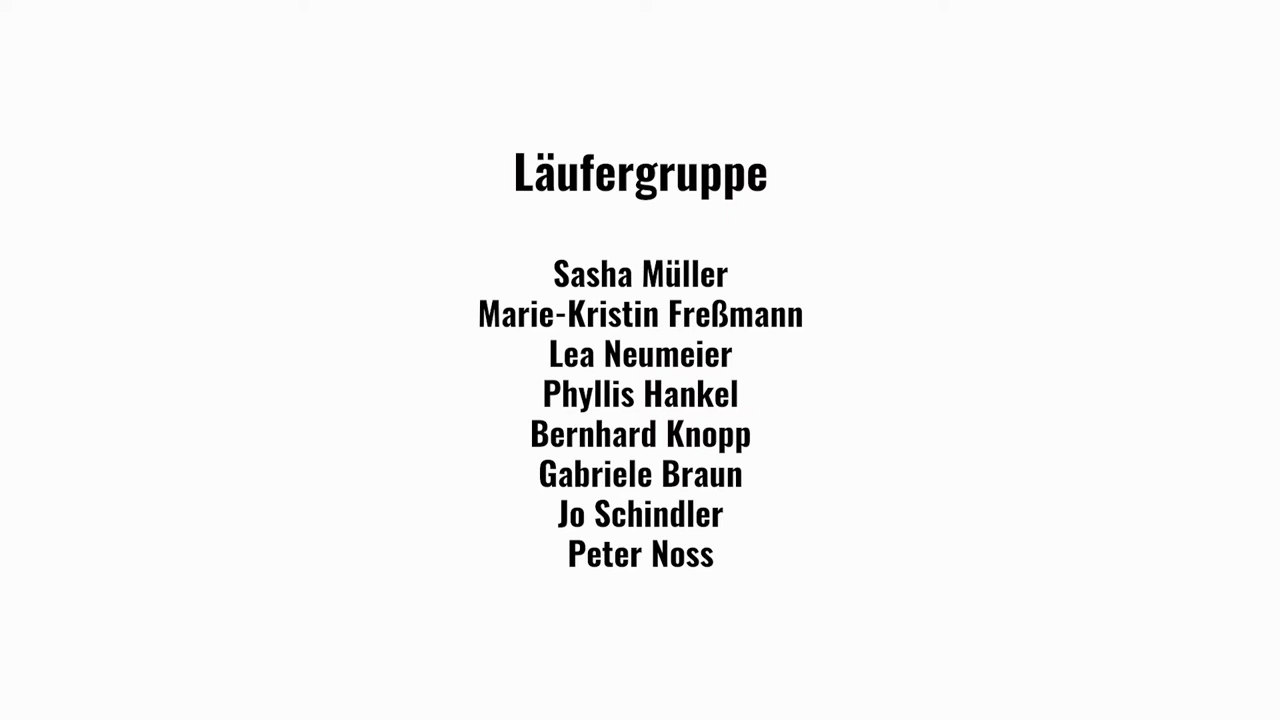 Läufergruppe
Sasha Müller
Marie-Kristin Freßmann
Lea Neumeier
Phyllis Hankel
Bernhard Knopp
Gabriele Braun
Jo Schindler
Peter Noss